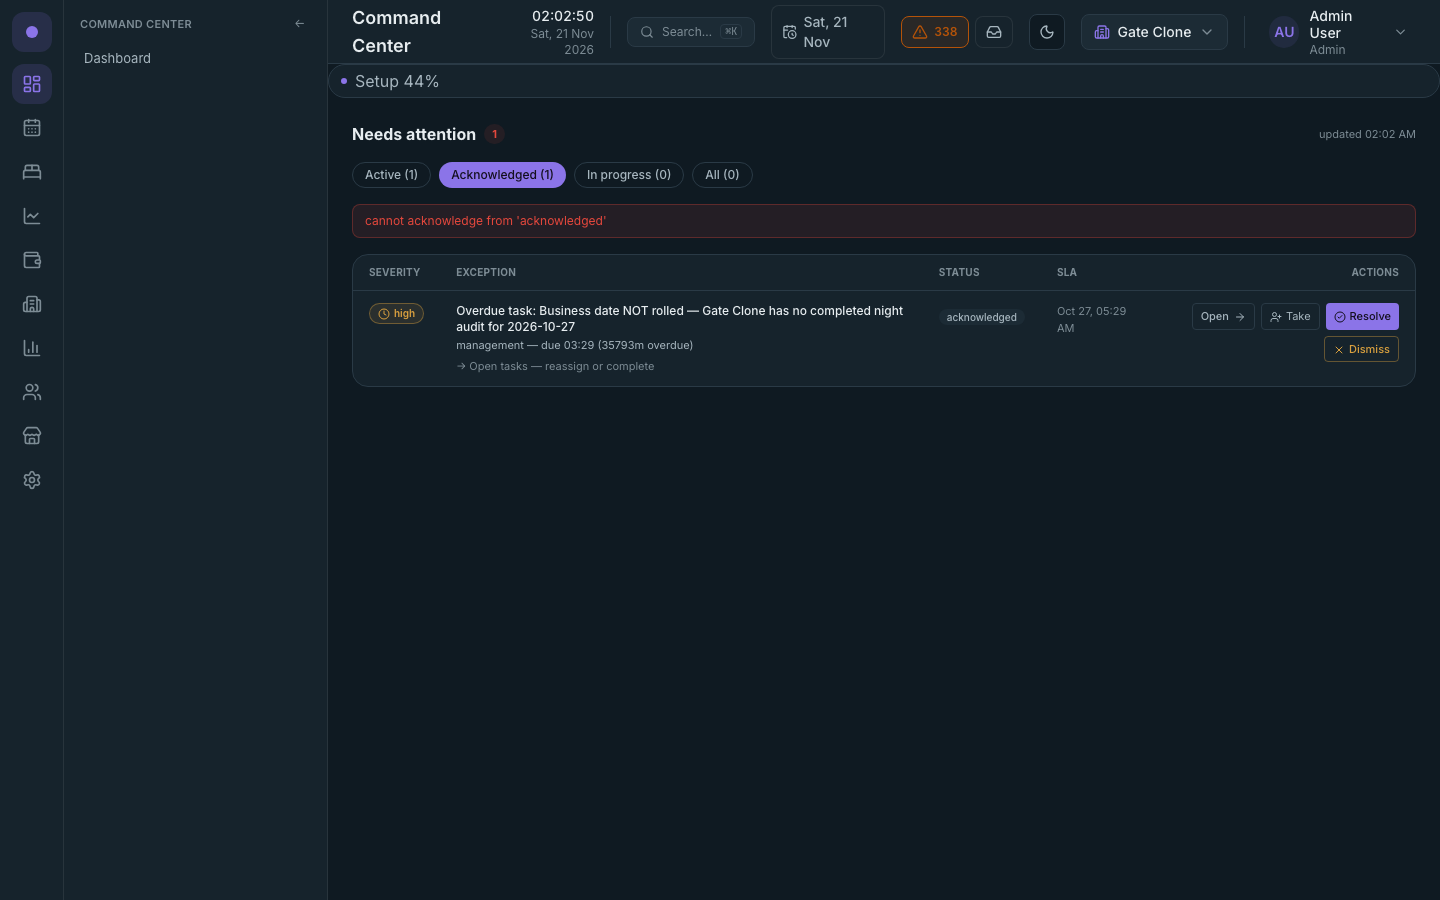 COMMAND CENTER
Dashboard
Command
Center
02:02:50
Sat, 21 Nov
2026
Search...
⌘K
Sat, 21
Nov
338
Gate Clone
AU
Admin
User
Admin
Setup 44%
Needs attention 1
updated 02:02 AM
Active (1)
Acknowledged (1)
In progress (0)
All (0)
cannot acknowledge from 'acknowledged'
SEVERITY EXCEPTION STATUS SLA ACTIONS
high
Overdue task: Business date NOT rolled — Gate Clone has no completed night
audit for 2026-10-27
management — due 03:29 (35793m overdue)
→ Open tasks — reassign or complete
acknowledged
Oct 27, 05:29
AM
Open →
Take
Resolve
Dismiss